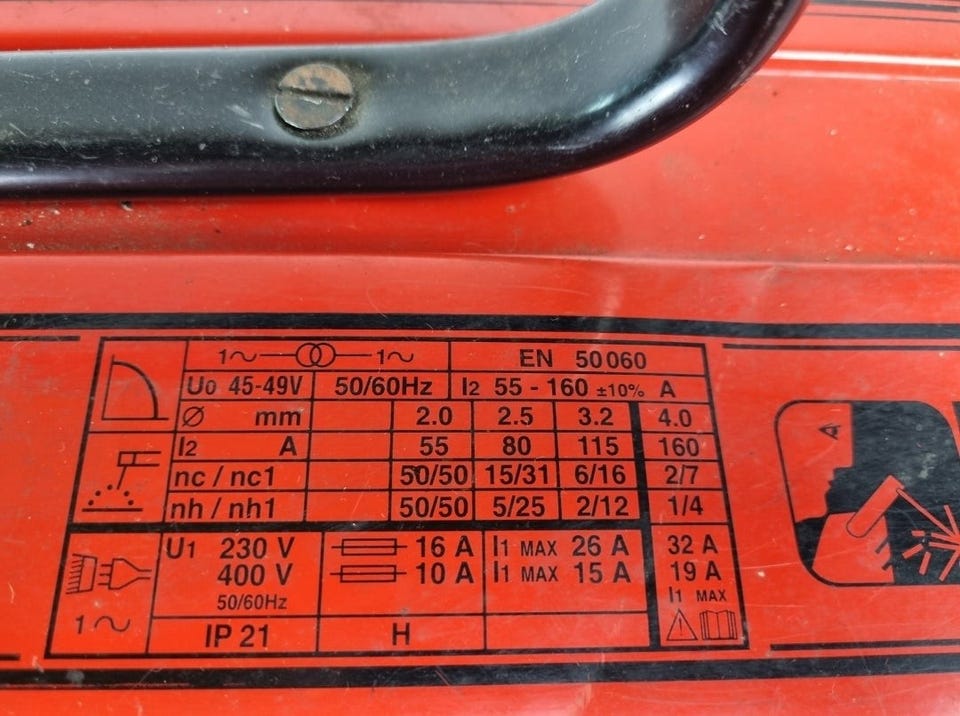 1~ 1~ EN 50060
U0 45-49V 50/60Hz I2 55 - 160 ±10% A
Ø mm 2.0 2.5 3.2 4.0
I2 A 55 80 115 160
nc / nc1 50/50 15/31 6/16 2/7
nh / nh1 50/50 5/25 2/12 1/4
U1 230 V 16 A I1 MAX 26 A 32 A
400 V 10 A I1 MAX 15 A 19 A
50/60Hz I1 MAX
1~ IP 21 H
A